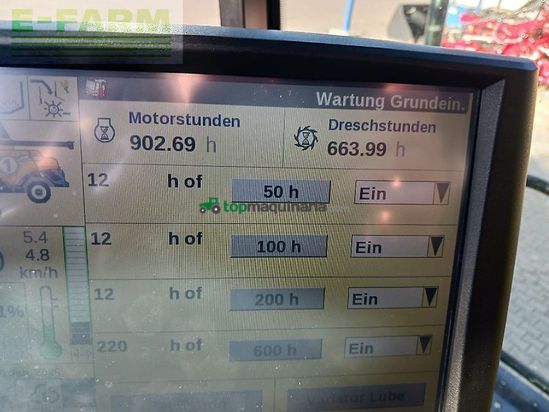 E-FARM
Wartung Grundein.
Motorstunden
902.69 h
Dreschstunden
663.99 h
12 h of 50 h Ein
topmaquinaria.com
12 h of 100 h Ein
12 h of 200 h Ein
220 h of 600 h Ein
5.4
4.8
km/h
Variator Lube